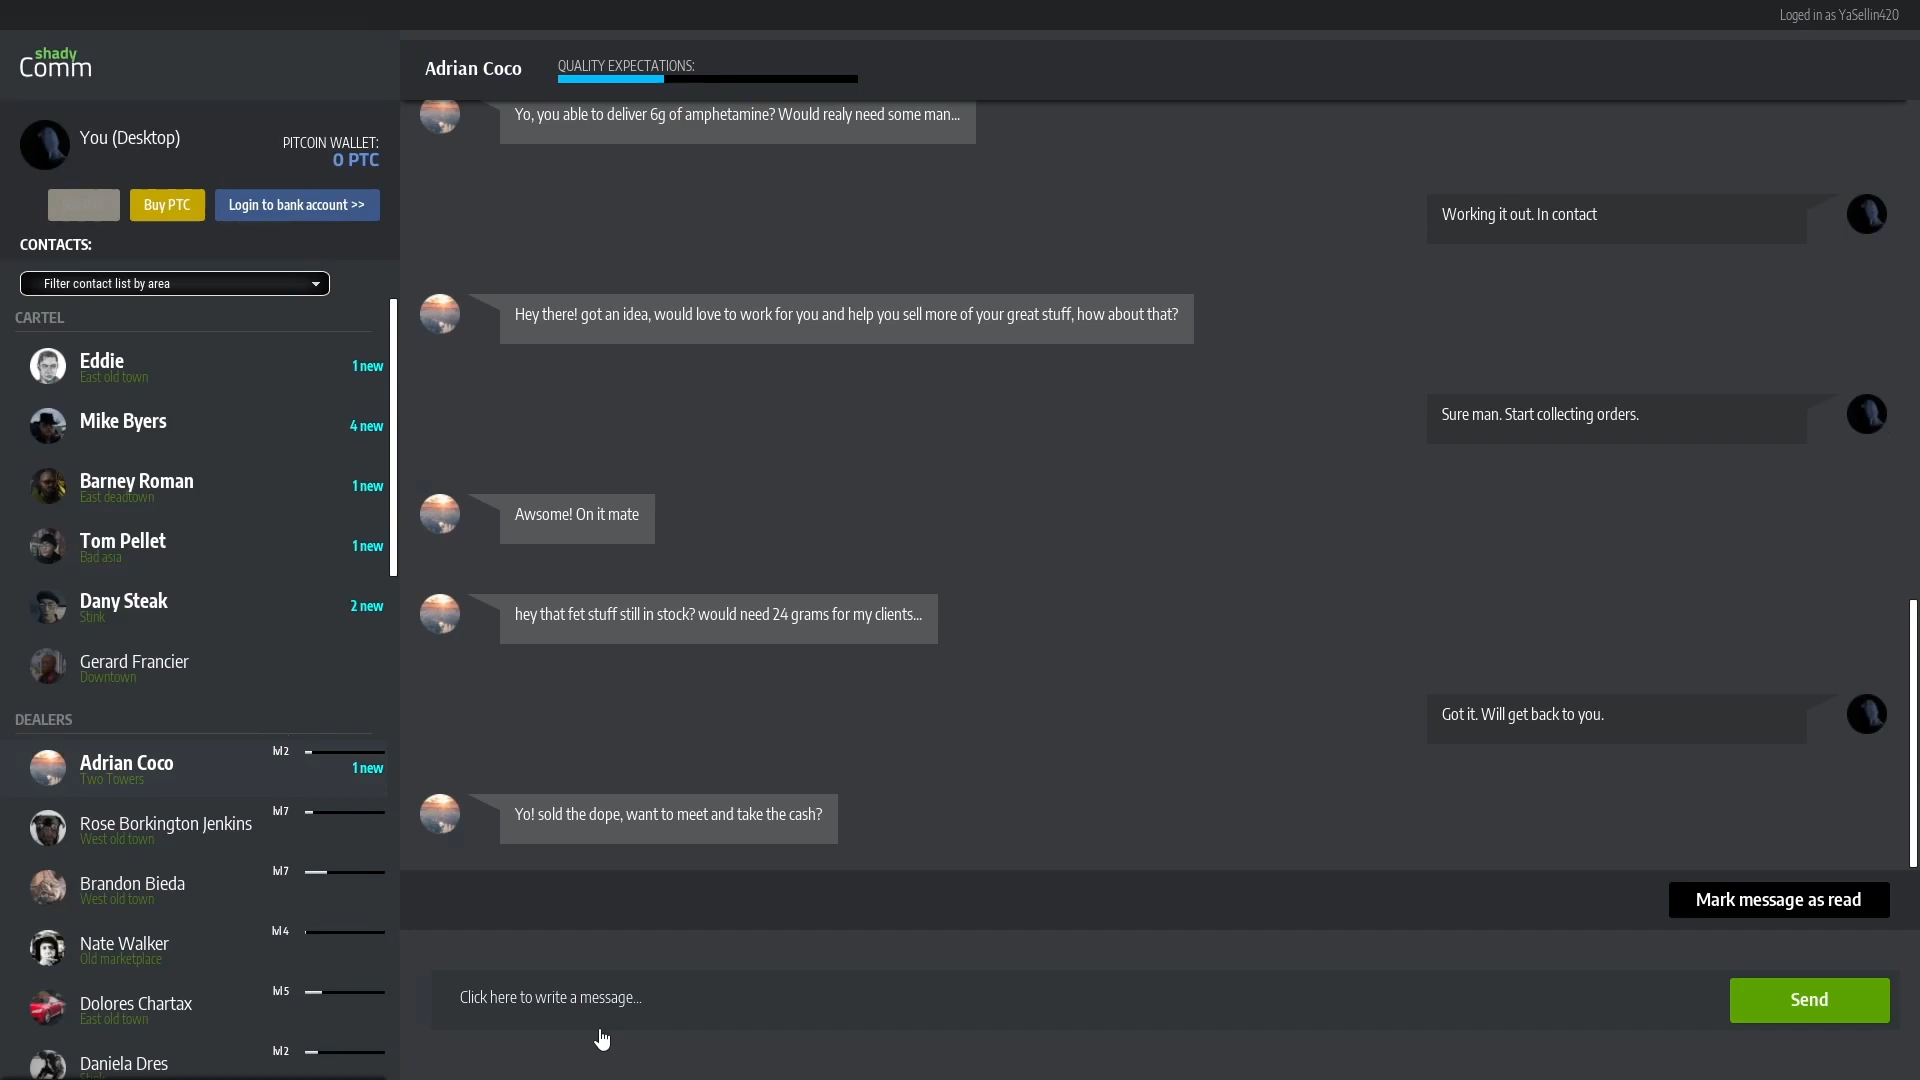 Loged in as YaSellin420
shady
Comm
You (Desktop)
PITCOIN WALLET:
0 PTC
Buy PTC
Login to bank account >>
CONTACTS:
Filter contact list by area
CARTEL
Eddie
East old town
1 new
Mike Byers
4 new
Barney Roman
East deadtown
1 new
Tom Pellet
Bad asia
1 new
Dany Steak
Stink
2 new
Gerard Francier
Downtown
DEALERS
Adrian Coco
Two Towers
lvl 2
1 new
Rose Borkington Jenkins
West old town
lvl 7
Brandon Bieda
West old town
lvl 7
Nate Walker
Old marketplace
lvl 4
Dolores Chartax
East old town
lvl 5
Daniela Dres
lvl 2
Adrian Coco
QUALITY EXPECTATIONS:
Yo, you able to deliver 6g of amphetamine? Would realy need some man...
Working it out. In contact
Hey there! got an idea, would love to work for you and help you sell more of your great stuff, how about that?
Sure man. Start collecting orders.
Awsome! On it mate
hey that fet stuff still in stock? would need 24 grams for my clients...
Got it. Will get back to you.
Yo! sold the dope, want to meet and take the cash?
Mark message as read
Click here to write a message...
Send